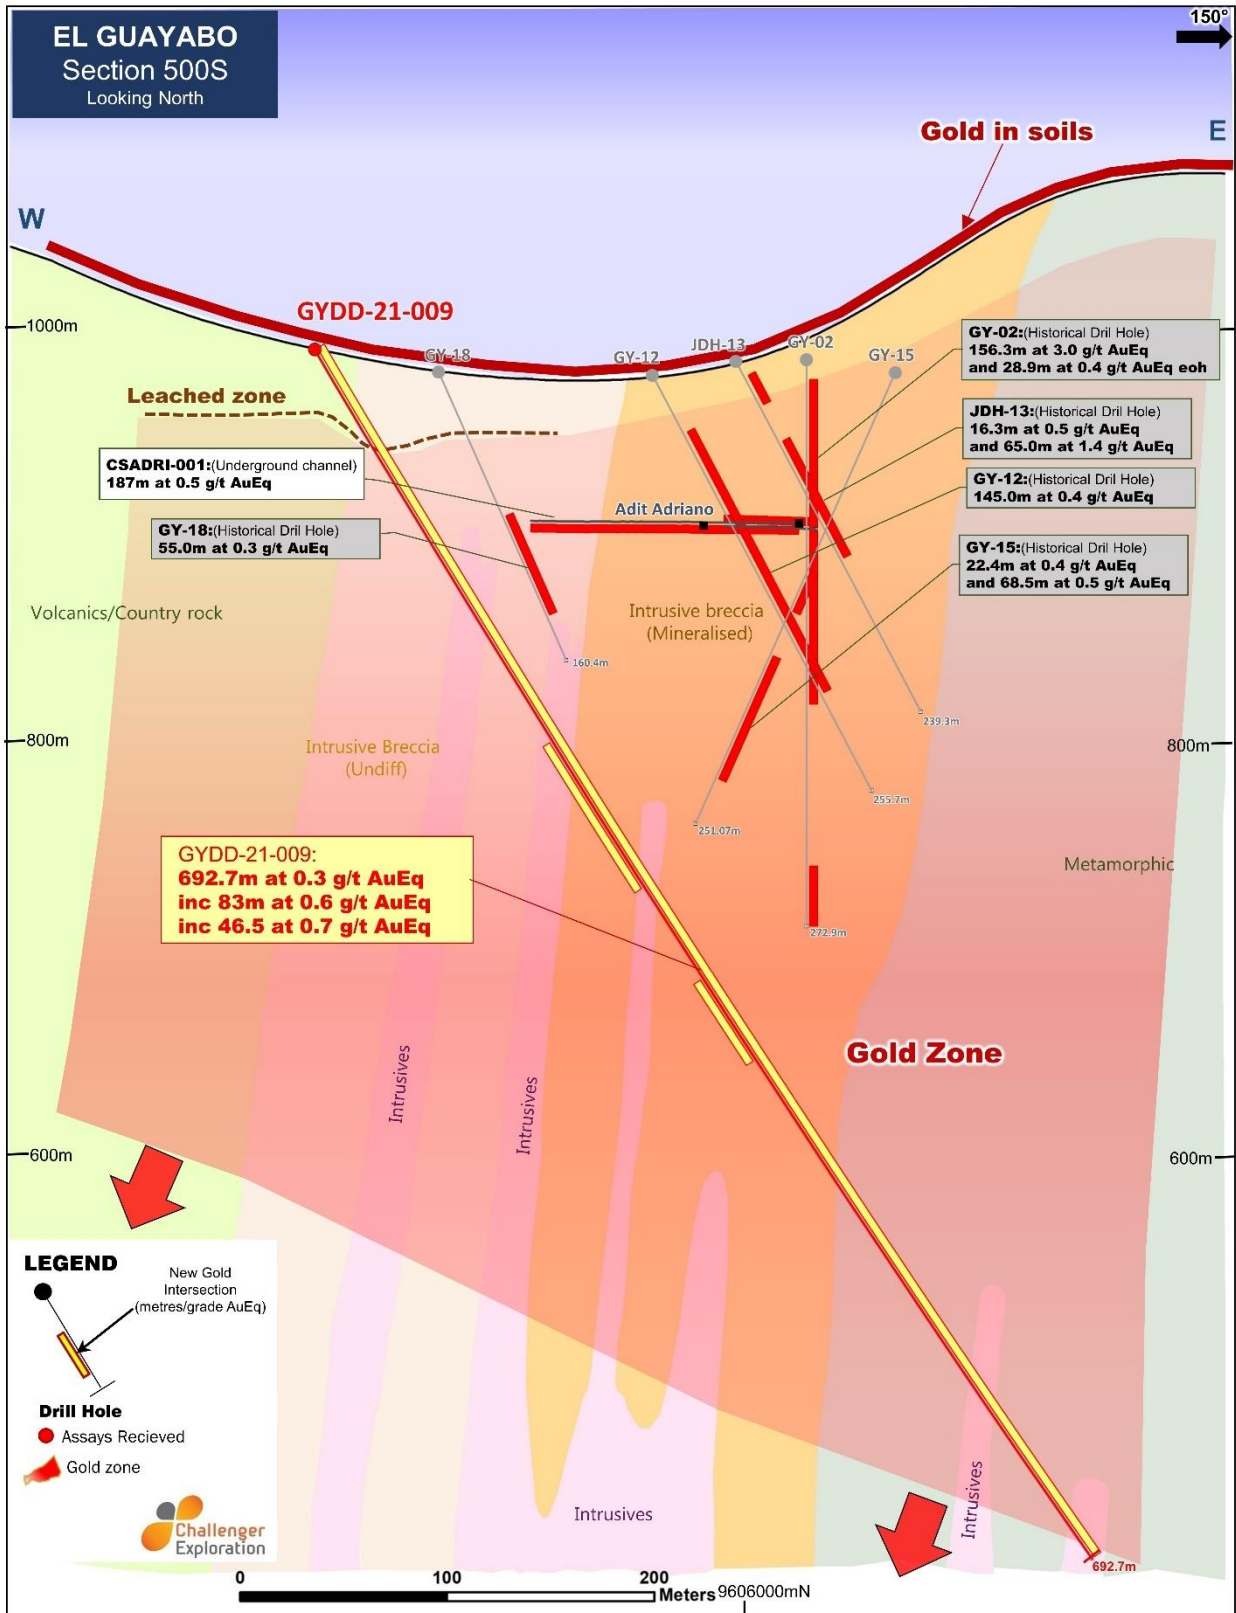 EL GUAYABO
Section 500S
Looking North
150°
Gold in soils
E
W
GYDD-21-009
1000m
GY-18
GY-12
JDH-13
GY-02
GY-15
GY-02:(Historical Dril Hole)
156.3m at 3.0 g/t AuEq
and 28.9m at 0.4 g/t AuEq eoh
Leached zone
JDH-13:(Historical Dril Hole)
16.3m at 0.5 g/t AuEq
and 65.0m at 1.4 g/t AuEq
CSADRI-001:(Underground channel)
187m at 0.5 g/t AuEq
GY-12:(Historical Dril Hole)
145.0m at 0.4 g/t AuEq
Adit Adriano
GY-18:(Historical Dril Hole)
55.0m at 0.3 g/t AuEq
GY-15:(Historical Dril Hole)
22.4m at 0.4 g/t AuEq
and 68.5m at 0.5 g/t AuEq
Volcanics/Country rock
Intrusive breccia
(Mineralised)
160.4m
239.3m
800m
800m
Intrusive Breccia
(Undiff)
255.7m
251.07m
GYDD-21-009:
692.7m at 0.3 g/t AuEq
inc 83m at 0.6 g/t AuEq
inc 46.5 at 0.7 g/t AuEq
Metamorphic
272.9m
Gold Zone
Intrusives
Intrusives
600m
600m
LEGEND
New Gold
Intersection
(metres/grade AuEq)
Drill Hole
Assays Recieved
Gold zone
Challenger
Exploration
Intrusives
Intrusives
692.7m
0
100
200
Meters
9606000mN